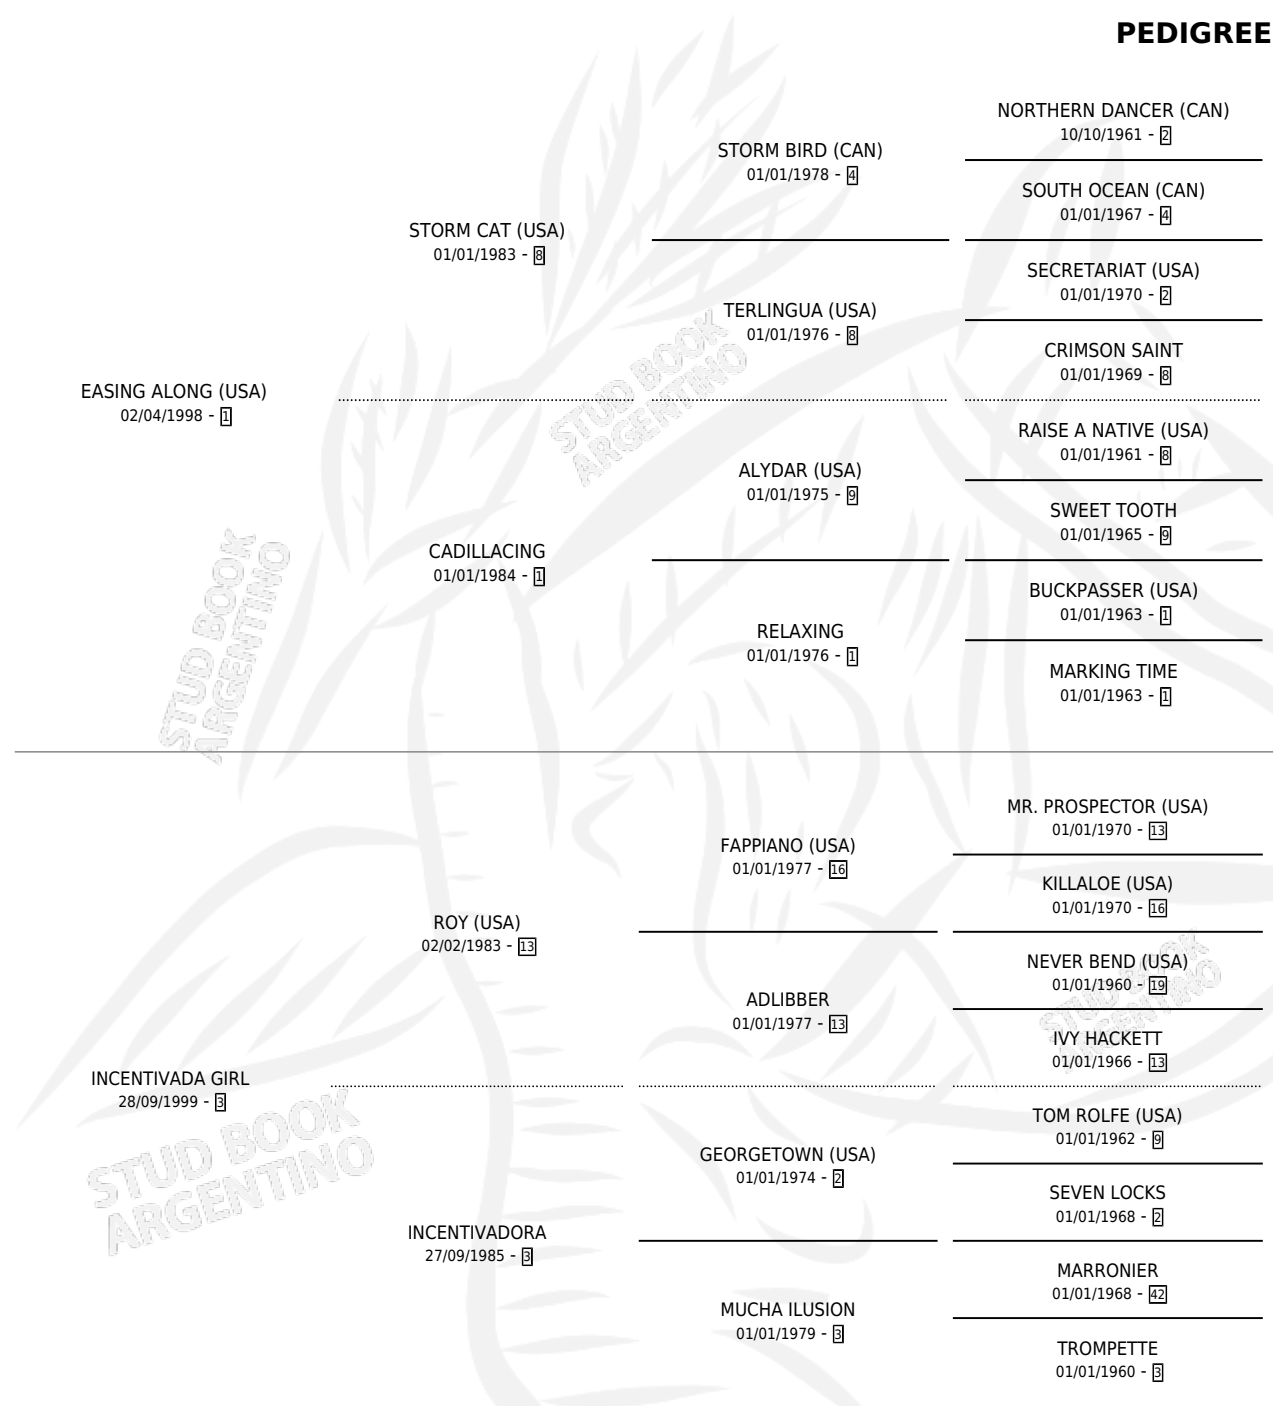 PEDIGREE
NORTHERN DANCER (CAN)
10/10/1961 - 2
STORM BIRD (CAN)
01/01/1978 - 4
SOUTH OCEAN (CAN)
01/01/1967 - 4
STORM CAT (USA)
01/01/1983 - 8
SECRETARIAT (USA)
01/01/1970 - 2
TERLINGUA (USA)
01/01/1976 - 8
CRIMSON SAINT
01/01/1969 - 8
EASING ALONG (USA)
02/04/1998 - 1
RAISE A NATIVE (USA)
01/01/1961 - 8
ALYDAR (USA)
01/01/1975 - 9
SWEET TOOTH
01/01/1965 - 9
CADILLACING
01/01/1984 - 1
BUCKPASSER (USA)
01/01/1963 - 1
RELAXING
01/01/1976 - 1
MARKING TIME
01/01/1963 - 1
STUD BOOK
ARGENTINO
STUD BOOK
ARGENTINO
MR. PROSPECTOR (USA)
01/01/1970 - 13
FAPPIANO (USA)
01/01/1977 - 16
KILLALOE (USA)
01/01/1970 - 16
ROY (USA)
02/02/1983 - 13
NEVER BEND (USA)
01/01/1960 - 19
ADLIBBER
01/01/1977 - 13
IVY HACKETT
01/01/1966 - 13
STUD BOOK
ARGENTINO
INCENTIVADA GIRL
28/09/1999 - 3
TOM ROLFE (USA)
01/01/1962 - 9
GEORGETOWN (USA)
01/01/1974 - 2
SEVEN LOCKS
01/01/1968 - 2
INCENTIVADORA
27/09/1985 - 3
MARRONIER
01/01/1968 - 42
MUCHA ILUSION
01/01/1979 - 3
TROMPETTE
01/01/1960 - 3
STUD BOOK
ARGENTINO